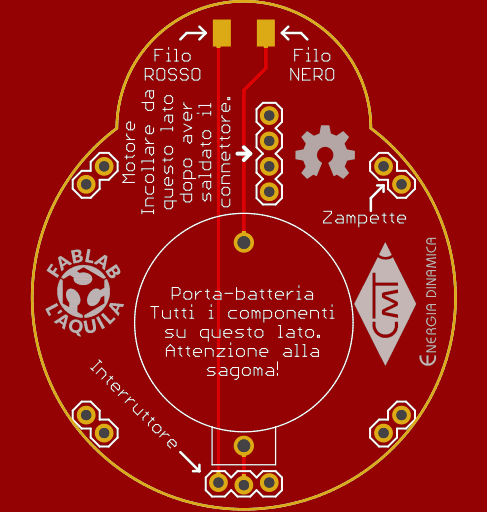 Filo
ROSSO
Filo
NERO
Motore
Incollare da
questo lato
dopo aver
saldato il
connettore.
Zampette
FABLAB
L'AQUILA
CMT
ENERGIA DINAMICA
Porta-batteria
Tutti i componenti
su questo lato.
Attenzione alla
sagoma!
Interruttore